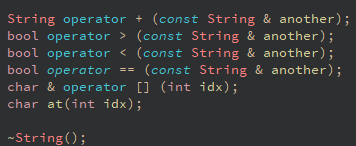 String operator + (const String & another);
bool operator > (const String & another);
bool operator < (const String & another);
bool operator == (const String & another);
char & operator [] (int idx);
char at(int idx);
~String();